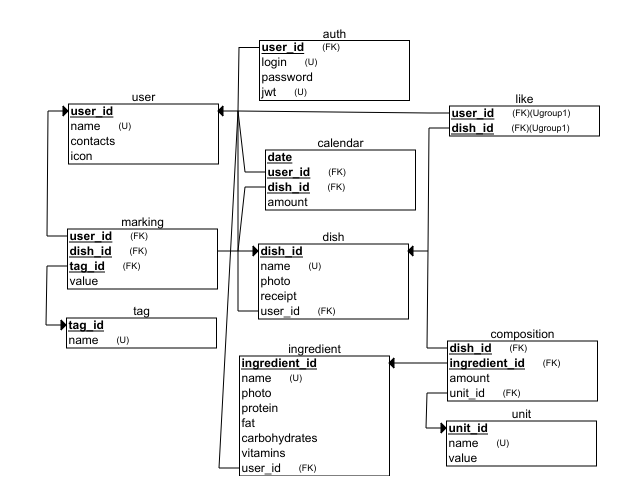 auth
user_id (FK)
login (U)
password
jwt (U)
user
user_id
name (U)
contacts
icon
like
user_id (FK)(Ugroup1)
dish_id (FK)(Ugroup1)
calendar
date
user_id (FK)
dish_id (FK)
amount
marking
user_id (FK)
dish_id (FK)
tag_id (FK)
value
dish
dish_id
name (U)
photo
receipt
user_id (FK)
tag
tag_id
name (U)
ingredient
ingredient_id
name (U)
photo
protein
fat
carbohydrates
vitamins
user_id (FK)
composition
dish_id (FK)
ingredient_id (FK)
amount
unit_id (FK)
unit
unit_id
name (U)
value